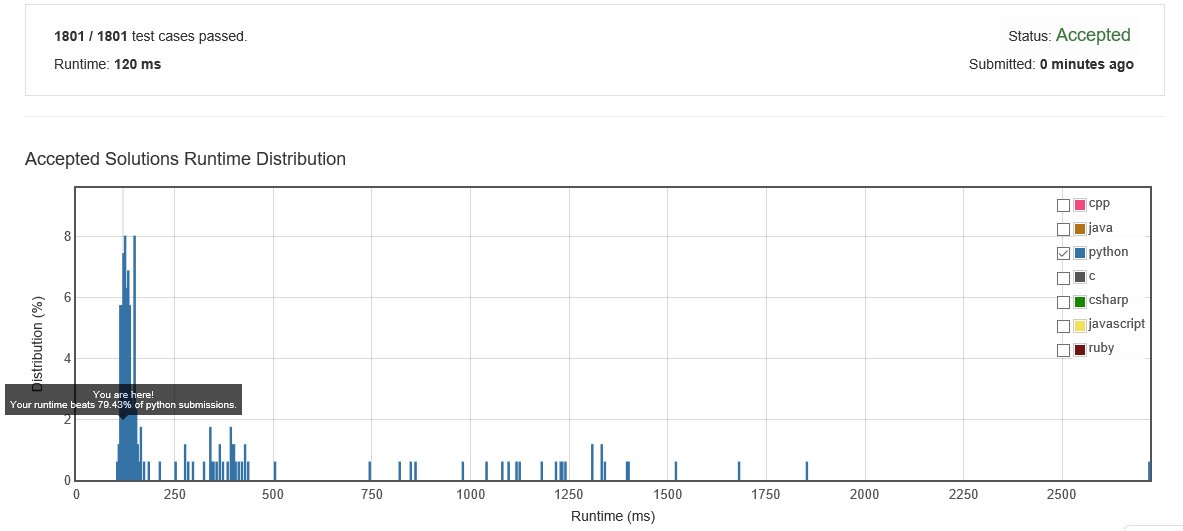 1801 / 1801 test cases passed.
Status: Accepted
Runtime: 120 ms
Submitted: 0 minutes ago
Accepted Solutions Runtime Distribution
cpp
java
python
c
csharp
javascript
ruby
Distribution (%)
8
6
4
2
0
You are here!
Your runtime beats 79.43% of python submissions.
0
250
500
750
1000
1250
1500
1750
2000
2250
2500
Runtime (ms)